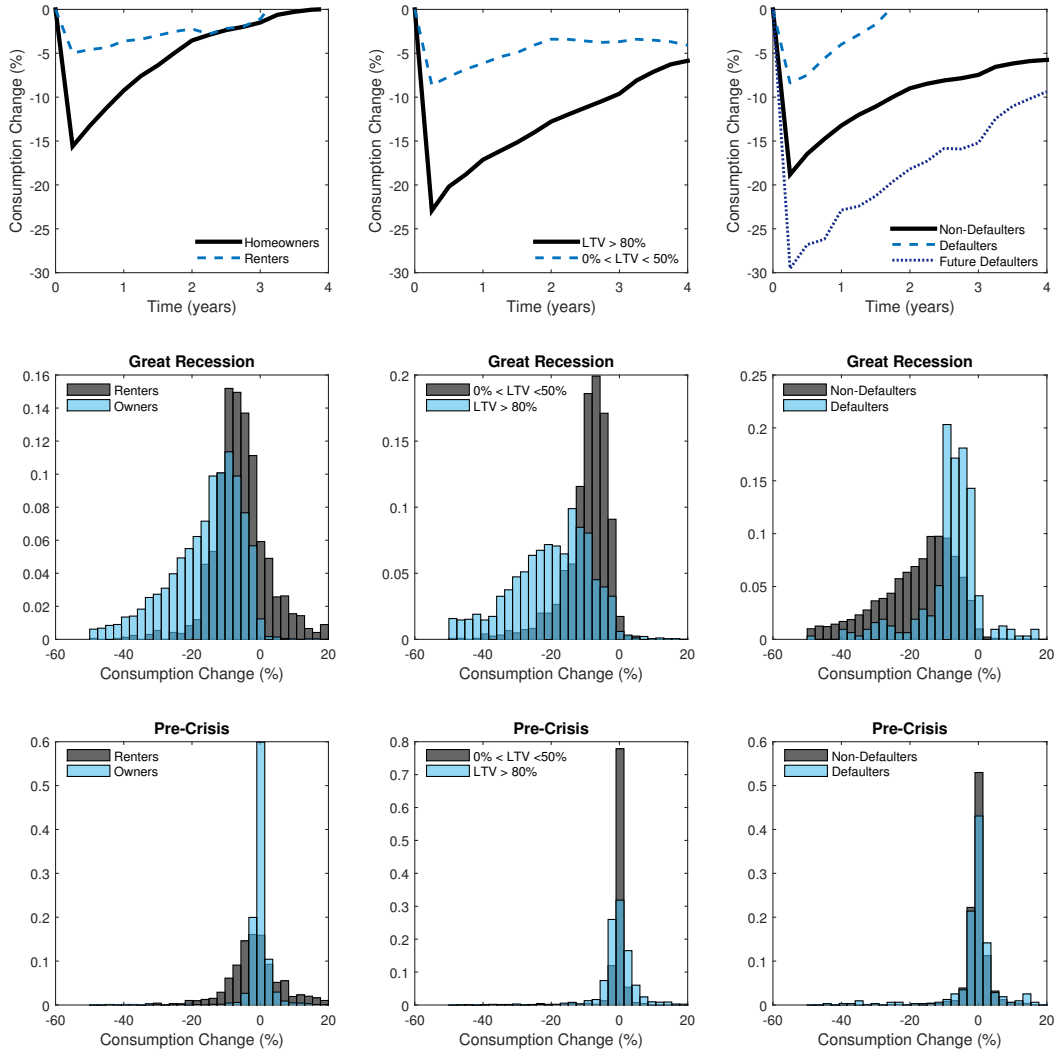 0
-5
-10
-15
-20
-25
-30
Consumption Change (%)
Homeowners
Renters
0 1 2 3 4
Time (years)
0
-5
-10
-15
-20
-25
-30
Consumption Change (%)
LTV > 80%
0% < LTV < 50%
0 1 2 3 4
Time (years)
0
-5
-10
-15
-20
-25
-30
Consumption Change (%)
Non-Defaulters
Defaulters
Future Defaulters
0 1 2 3 4
Time (years)
Great Recession
0.16
0.14
0.12
0.1
0.08
0.06
0.04
0.02
0
Renters
Owners
-60 -40 -20 0 20
Consumption Change (%)
Great Recession
0.2
0.15
0.1
0.05
0
0% < LTV <50%
LTV > 80%
-60 -40 -20 0 20
Consumption Change (%)
Great Recession
0.25
0.2
0.15
0.1
0.05
0
Non-Defaulters
Defaulters
-60 -40 -20 0 20
Consumption Change (%)
Pre-Crisis
0.6
0.5
0.4
0.3
0.2
0.1
0
Renters
Owners
-60 -40 -20 0 20
Consumption Change (%)
Pre-Crisis
0.8
0.7
0.6
0.5
0.4
0.3
0.2
0.1
0
0% < LTV <50%
LTV > 80%
-60 -40 -20 0 20
Consumption Change (%)
Pre-Crisis
0.6
0.5
0.4
0.3
0.2
0.1
0
Non-Defaulters
Defaulters
-60 -40 -20 0 20
Consumption Change (%)